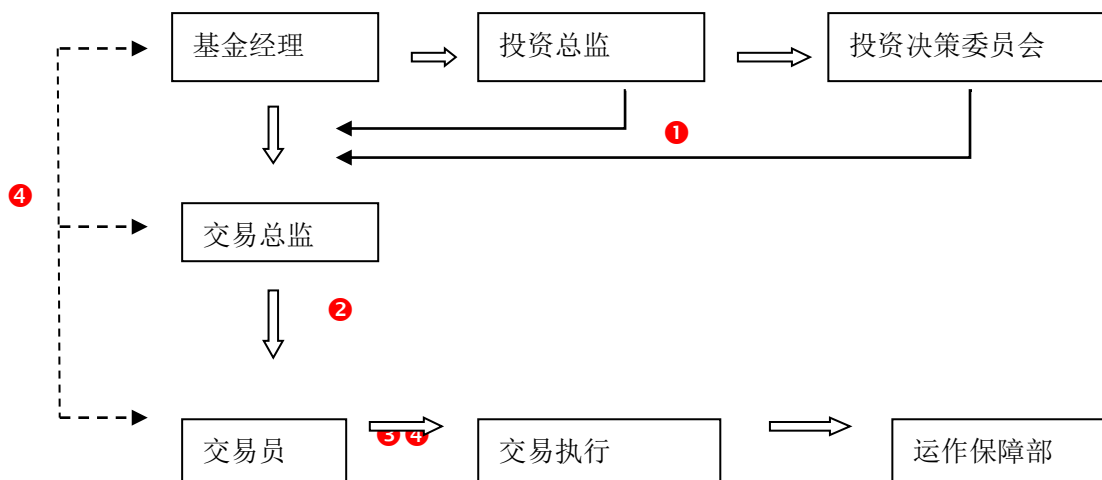 基金经理
投资总监
投资决策委员会
❶
❹
交易总监
❷
交易员
❸❹
交易执行
运作保障部